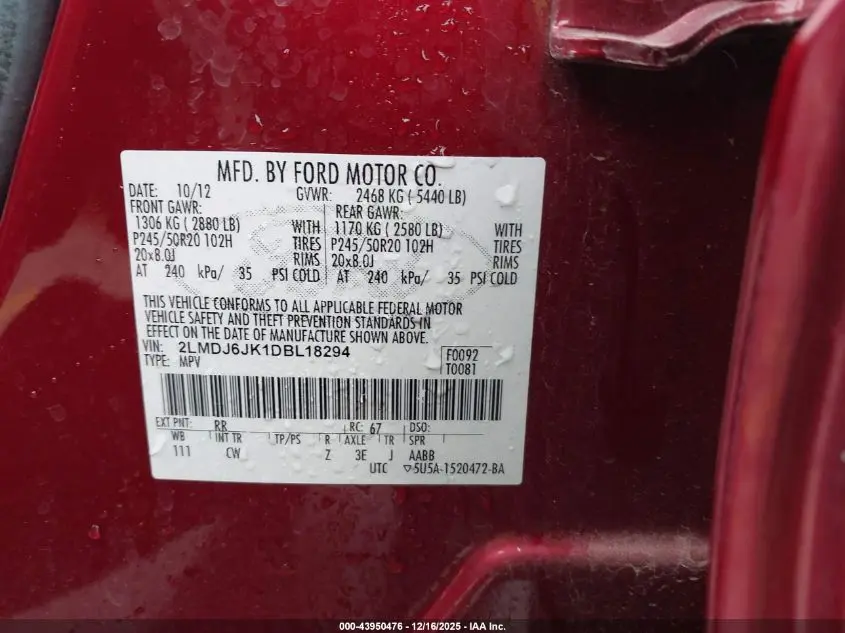 MFD. BY FORD MOTOR CO.
DATE: 10/12 GVWR: 2468 KG ( 5440 LB)
FRONT GAWR: REAR GAWR:
1306 KG ( 2880 LB) WITH 1170 KG ( 2580 LB) WITH
P245/50R20 102H TIRES P245/50R20 102H TIRES
20x8.0J RIMS 20x8.0J RIMS
AT 240 kPa/ 35 PSI COLD AT 240 kPa/ 35 PSI COLD
THIS VEHICLE CONFORMS TO ALL APPLICABLE FEDERAL MOTOR
VEHICLE SAFETY AND THEFT PREVENTION STANDARDS IN
EFFECT ON THE DATE OF MANUFACTURE SHOWN ABOVE.
VIN: 2LMDJ6JK1DBL18294 F0092
TYPE: MPV T0081
EXT PNT: RR RC: 67 DSO:
WB INT TR TP/PS R AXLE TR SPR
111 CW Z 3E J AABB
UTC ▽5U5A-1520472-BA
000-43950476 - 12/16/2025 - IAA Inc.